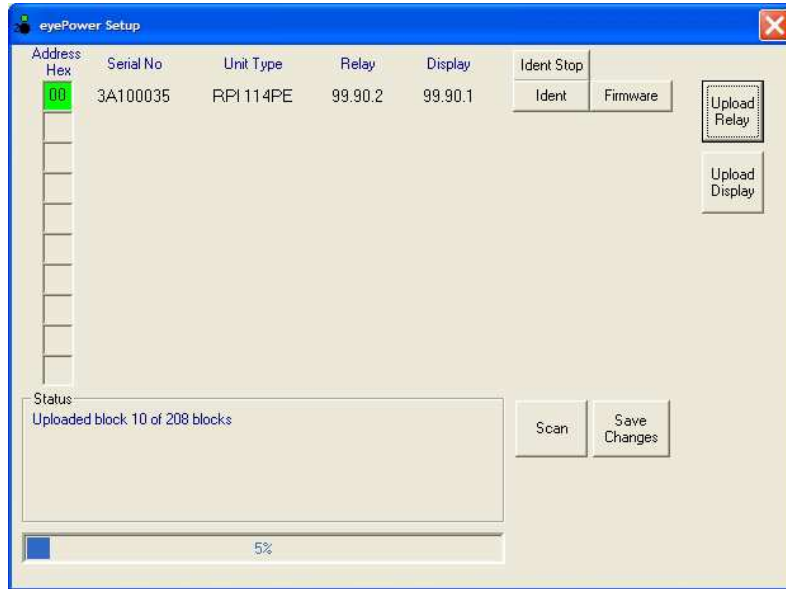 eyePower Setup
Address Hex Serial No Unit Type Relay Display Ident Stop
00 3A100035 RPI 114PE 99.90.2 99.90.1 Ident Firmware
Upload Relay
Upload Display
Status
Uploaded block 10 of 208 blocks
Scan Save Changes
5%